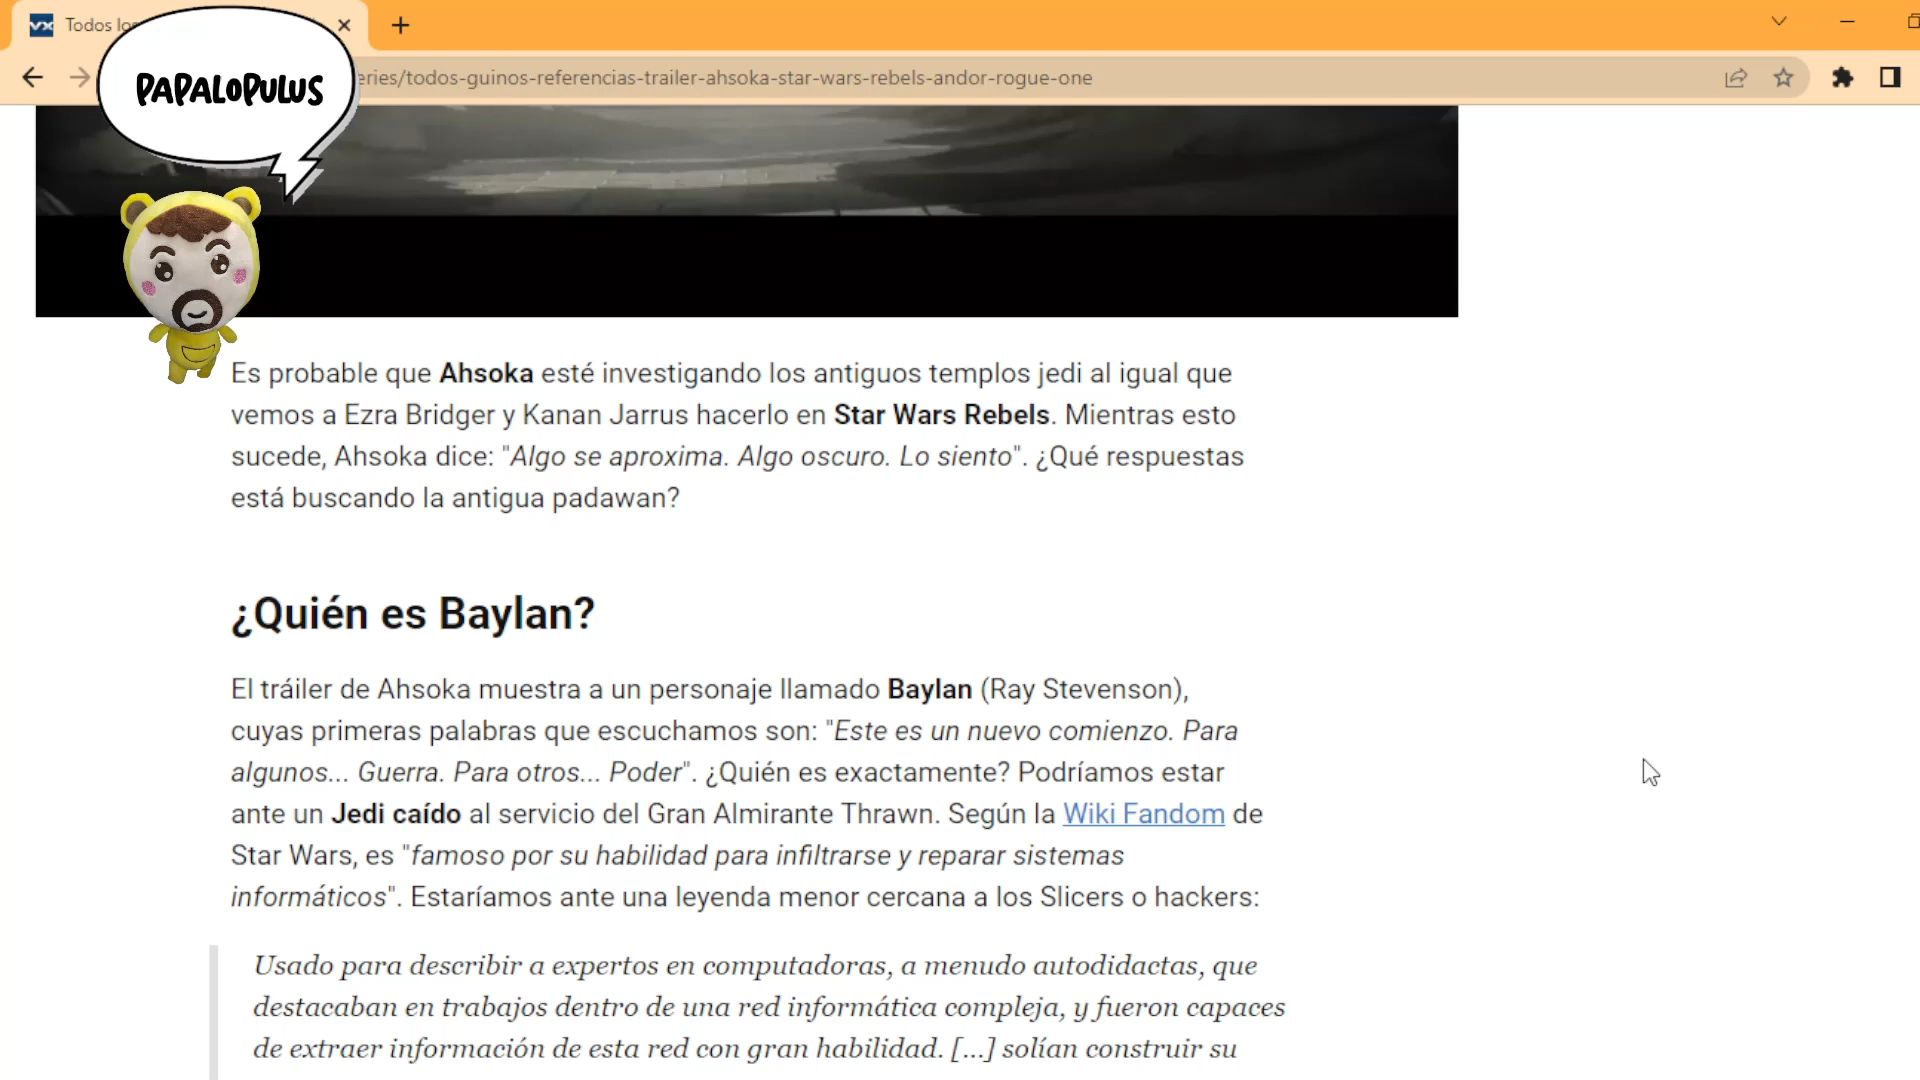 Todos lo
PAPALOPULUS
eries/todos-guinos-referencias-trailer-ahsoka-star-wars-rebels-andor-rogue-one
Es probable que Ahsoka esté investigando los antiguos templos jedi al igual que
vemos a Ezra Bridger y Kanan Jarrus hacerlo en Star Wars Rebels. Mientras esto
sucede, Ahsoka dice: "Algo se aproxima. Algo oscuro. Lo siento". ¿Qué respuestas
está buscando la antigua padawan?
¿Quién es Baylan?
El tráiler de Ahsoka muestra a un personaje llamado Baylan (Ray Stevenson),
cuyas primeras palabras que escuchamos son: "Este es un nuevo comienzo. Para
algunos... Guerra. Para otros... Poder". ¿Quién es exactamente? Podríamos estar
ante un Jedi caído al servicio del Gran Almirante Thrawn. Según la Wiki Fandom de
Star Wars, es "famoso por su habilidad para infiltrarse y reparar sistemas
informáticos". Estaríamos ante una leyenda menor cercana a los Slicers o hackers:
Usado para describir a expertos en computadoras, a menudo autodidactas, que
destacaban en trabajos dentro de una red informática compleja, y fueron capaces
de extraer información de esta red con gran habilidad. [...] solían construir su